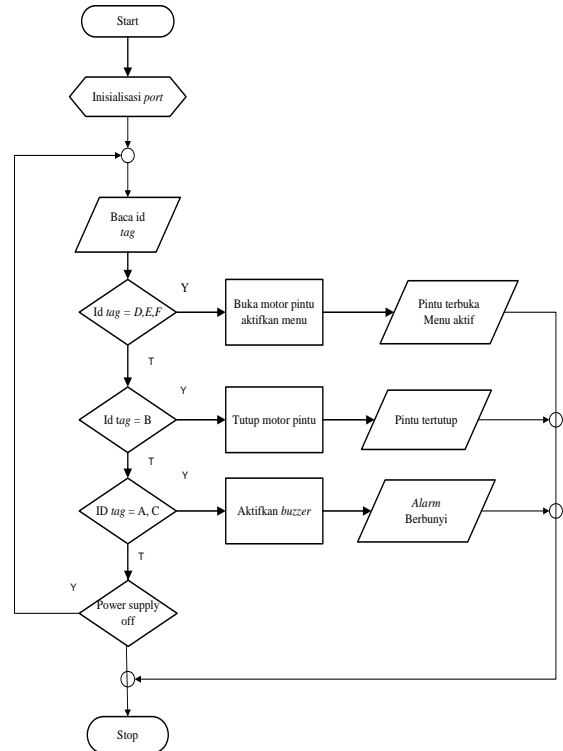 Start
Inisialisasi port
Baca id
tag
Id tag = D,E,F
Y
Buka motor pintu
aktifkan menu
Pintu terbuka
Menu aktif
T
Id tag = B
Y
Tutup motor pintu
Pintu tertutup
T
ID tag = A, C
Y
Aktifkan buzzer
Alarm
Berbunyi
T
Y
Power supply
off
Stop